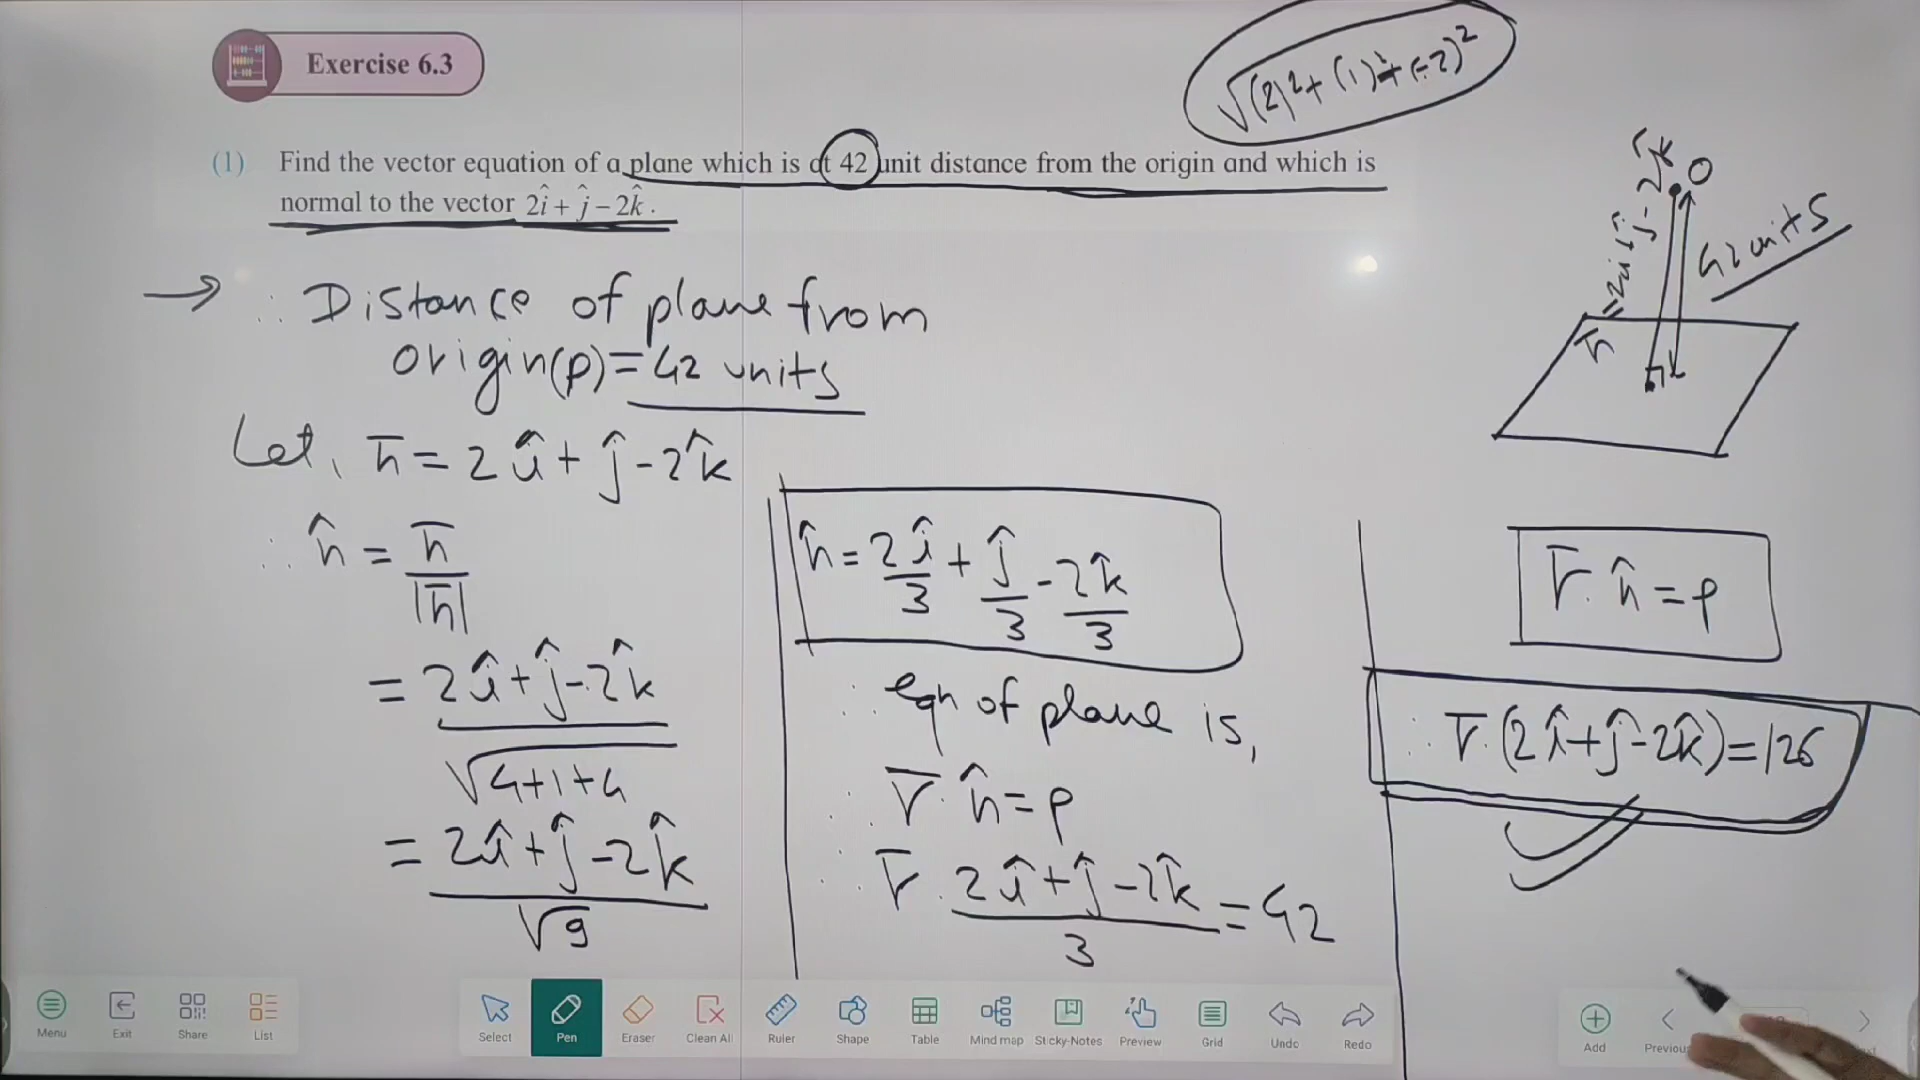 Exercise 6.3
√(2)²+(1)²+(-2)²
(1) Find the vector equation of a plane which is at 42 unit distance from the origin and which is
normal to the vector 2î + ĵ − 2k̂ .
→ ∴ Distance of plane from
origin(p) = 42 units
Let, n̄ = 2î + ĵ - 2k̂
∴ n̂ = n̄ / |n̄|
= 2î + ĵ - 2k̂ / √4+1+4
= 2î + ĵ - 2k̂ / √9
n̂ = 2î/3 + ĵ/3 - 2k̂/3
∴ eqn of plane is,
∴ r̄. n̂ = p
∴ r̄. 2î + ĵ - 2k̂ / 3 = 42
O
n̄ = 2î + ĵ - 2k̂
42 units
r̄. n̂ = p
∴ r̄. (2î + ĵ - 2k̂) = 126
Menu Exit Share List Select Pen Eraser Clean All Ruler Shape Table Mind map Sticky-Notes Preview Grid Undo Redo Add Previou